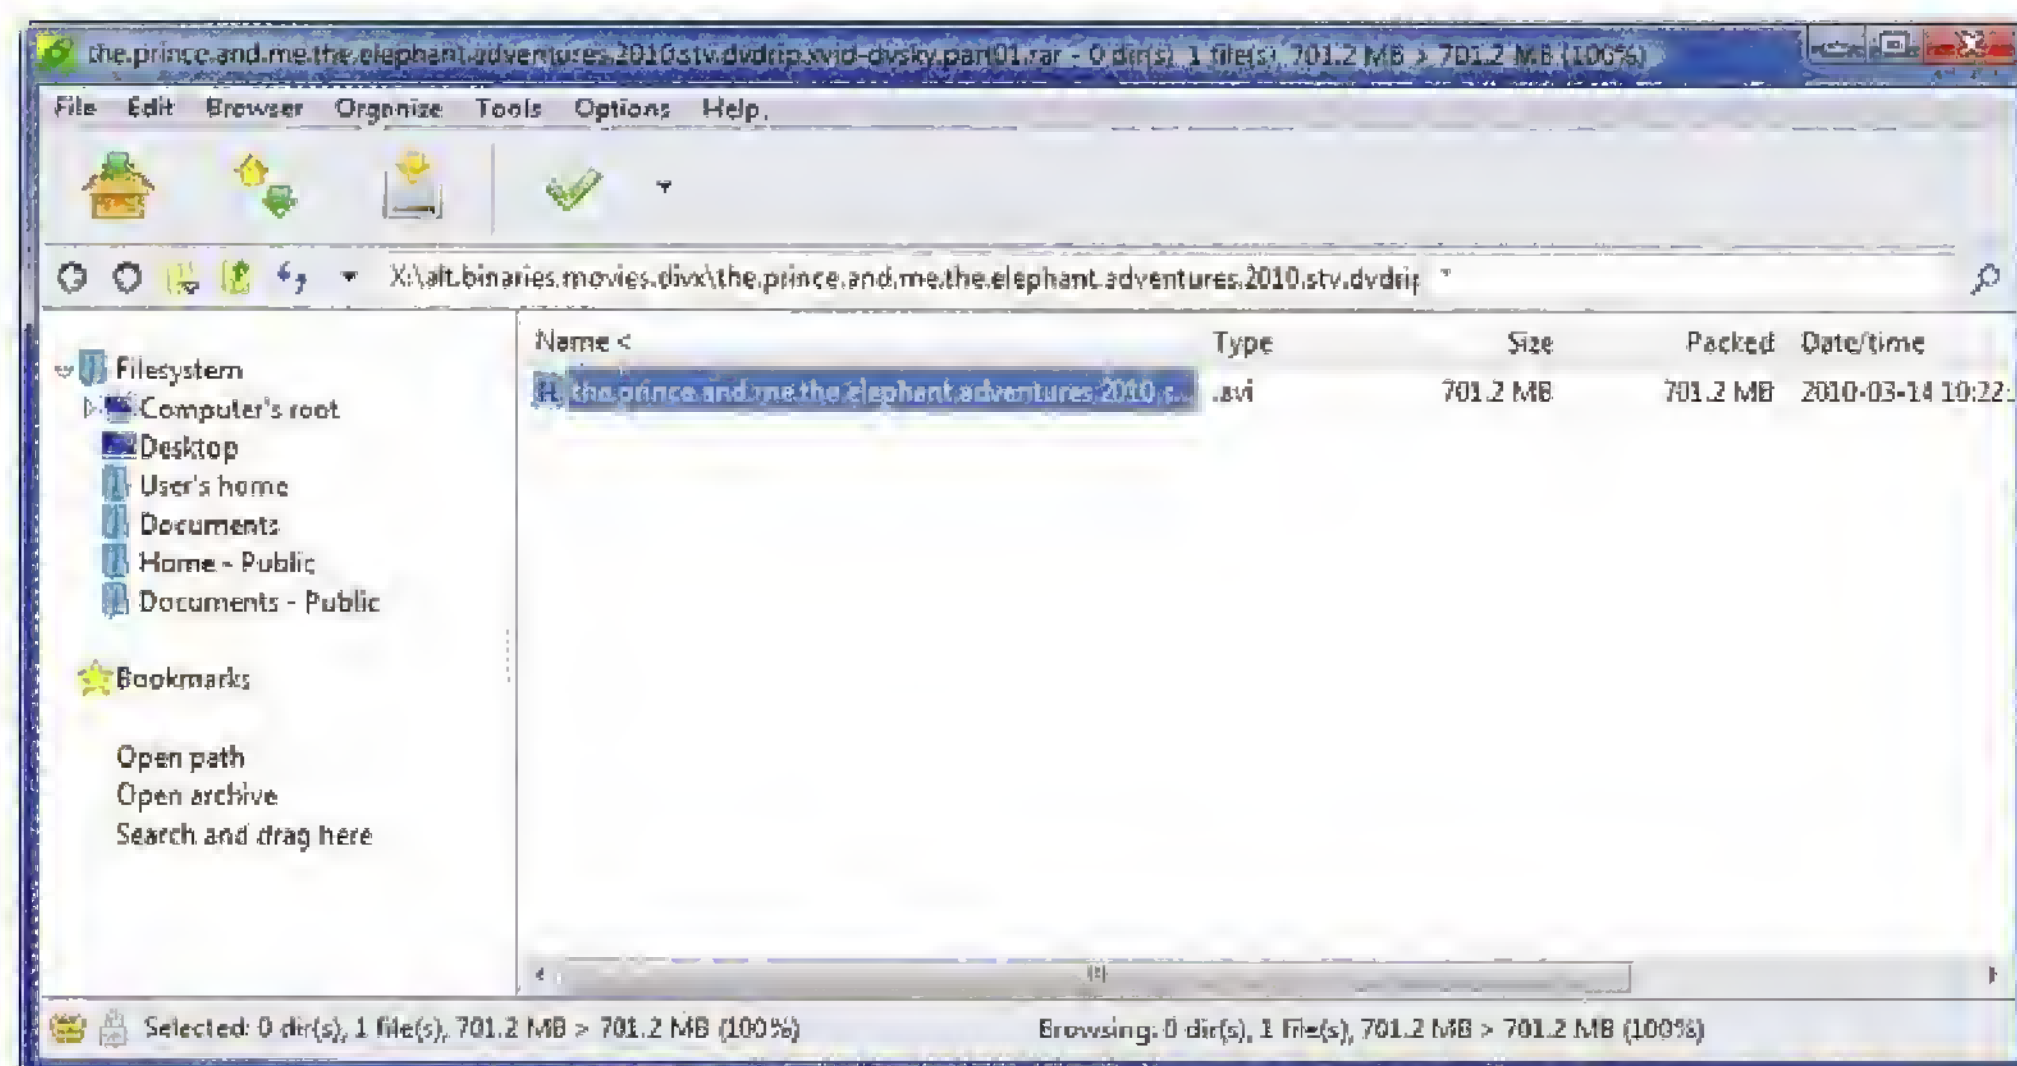 the.prince.and.me.the.elephant.adventures.2010.stv.dvdrip.xvid-dvsky.part01.rar - 0 dir(s), 1 file(s), 701.2 MB > 701.2 MB (100%)
File Edit Browser Organize Tools Options Help
X:\alt.binaries.movies.divx\the.prince.and.me.the.elephant.adventures.2010.stv.dvdrip *
Name < Type Size Packed Date/time
the.prince.and.me.the.elephant.adventures.2010.s... .avi 701.2 MB 701.2 MB 2010-03-14 10:22:
Filesystem
Computer's root
Desktop
User's home
Documents
Home - Public
Documents - Public
Bookmarks
Open path
Open archive
Search and drag here
Selected: 0 dir(s), 1 file(s), 701.2 MB > 701.2 MB (100%) Browsing: 0 dir(s), 1 file(s), 701.2 MB > 701.2 MB (100%)